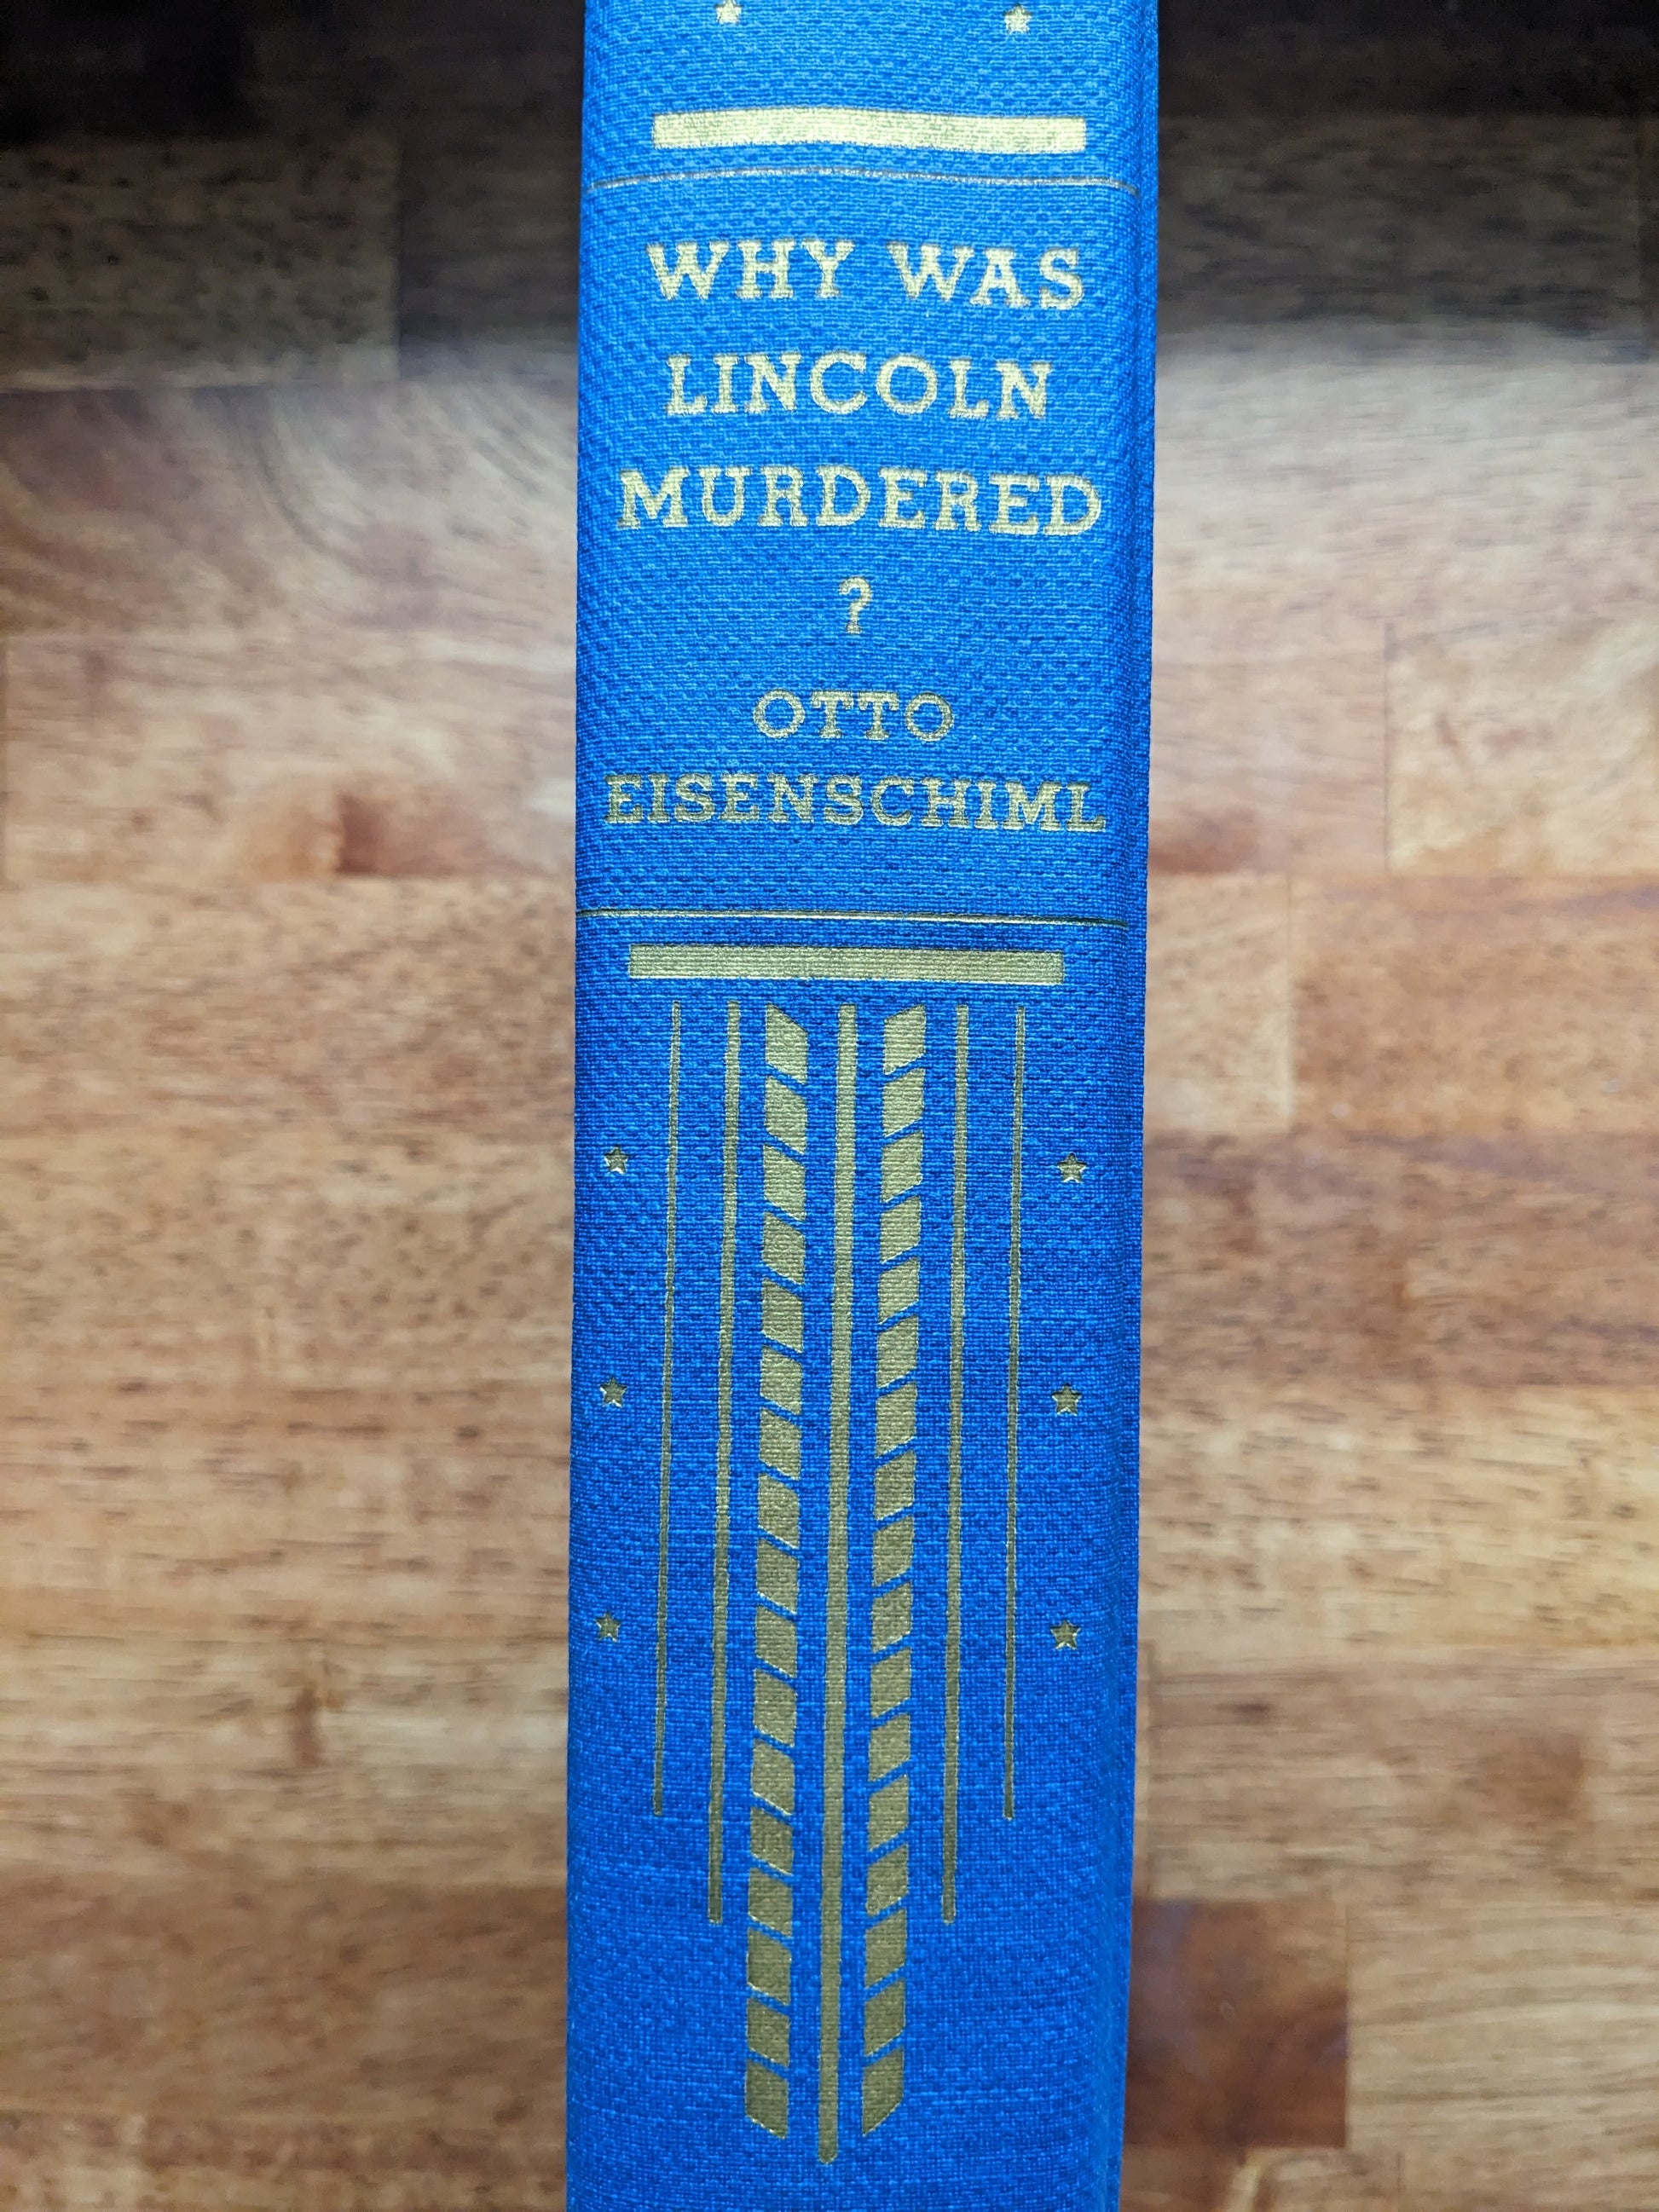 WHY WAS
LINCOLN
MURDERED
?
OTTO
EISENSCHIML